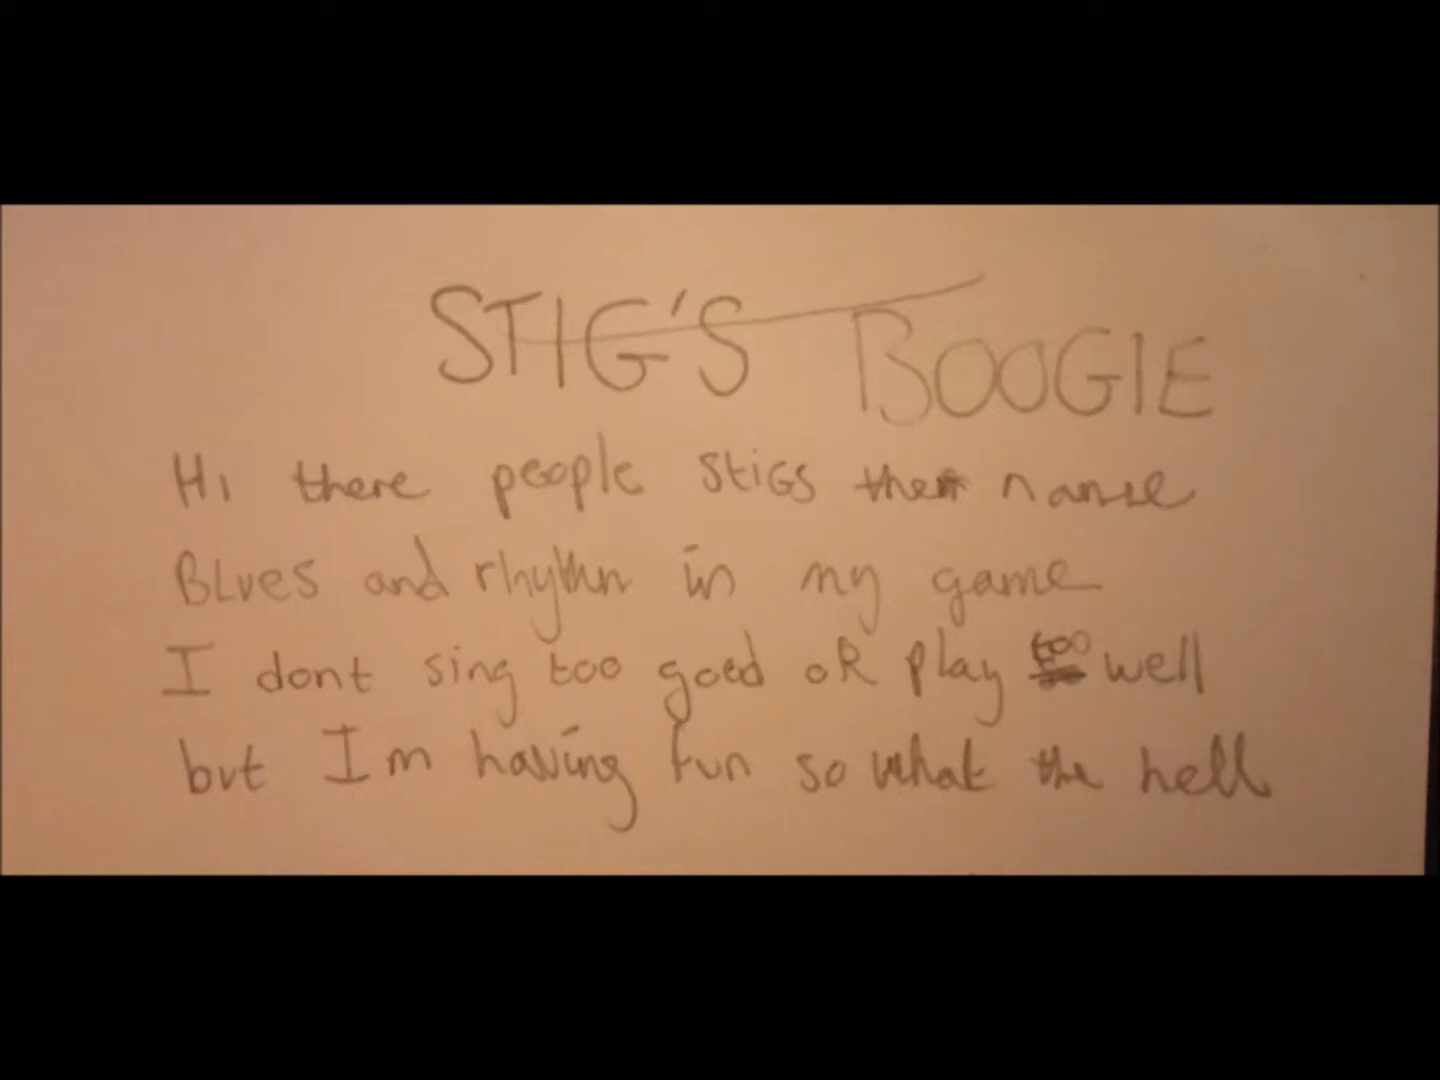 STIG'S BOOGIE
Hi there people STIGS the name
BLUES and rhythm in my game
I dont sing too good oR play too well
but Im having fun so what the hell